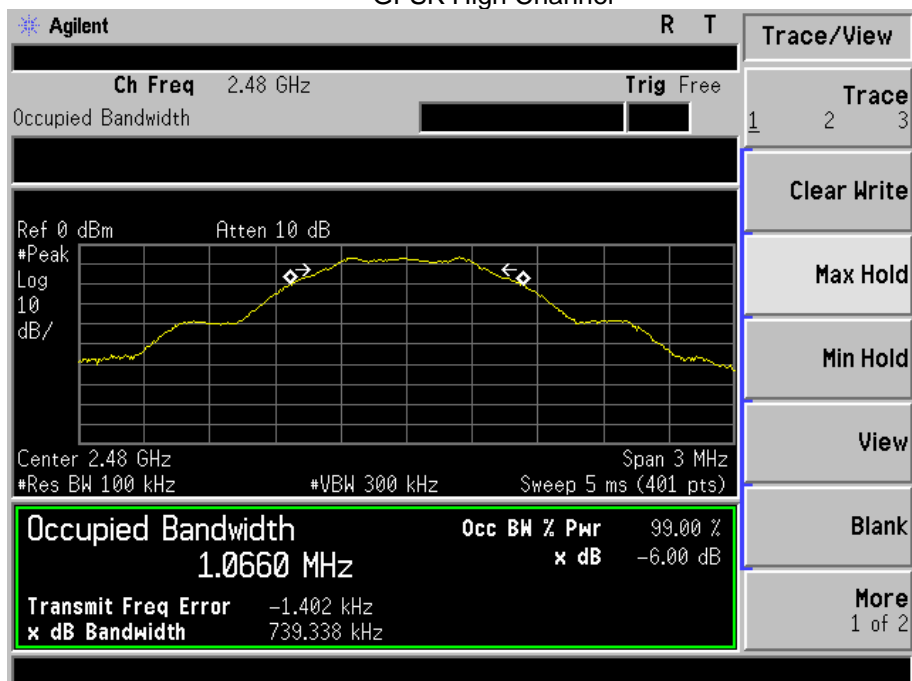 GFSK High Channel
Agilent R T
Ch Freq 2.48 GHz Trig Free
Occupied Bandwidth
Ref 0 dBm Atten 10 dB
#Peak
Log
10
dB/
Center 2.48 GHz Span 3 MHz
#Res BW 100 kHz #VBW 300 kHz Sweep 5 ms (401 pts)
Occupied Bandwidth Occ BW % Pwr 99.00 %
1.0660 MHz x dB -6.00 dB
Transmit Freq Error -1.402 kHz
x dB Bandwidth 739.338 kHz
Trace/View
Trace
1 2 3
Clear Write
Max Hold
Min Hold
View
Blank
More
1 of 2